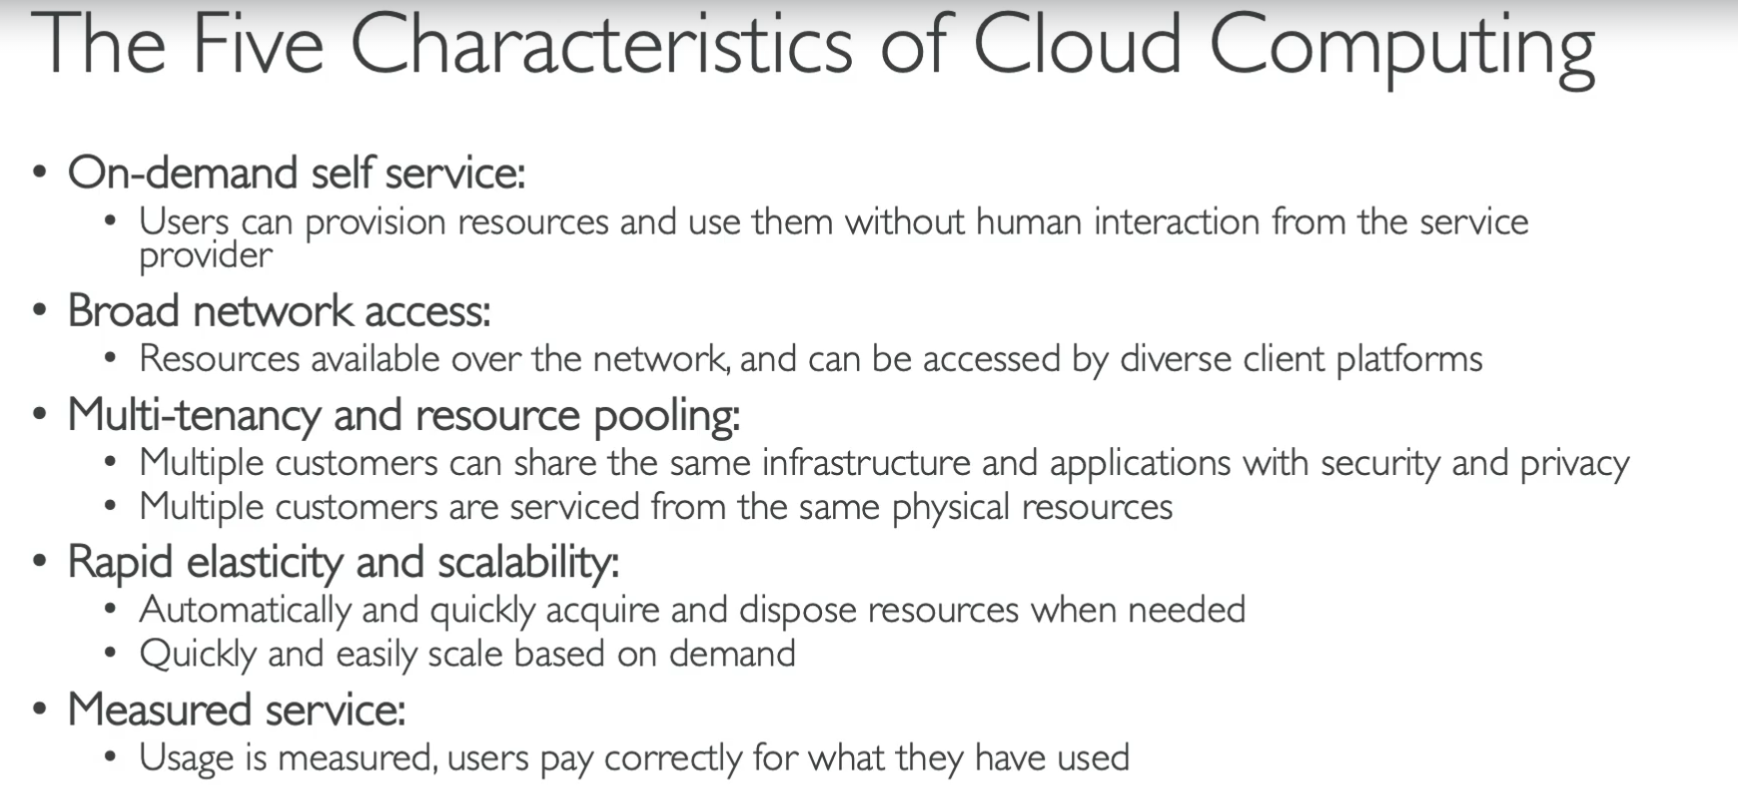 The Five Characteristics of Cloud Computing
• On-demand self service:
• Users can provision resources and use them without human interaction from the service
provider
• Broad network access:
• Resources available over the network, and can be accessed by diverse client platforms
• Multi-tenancy and resource pooling:
• Multiple customers can share the same infrastructure and applications with security and privacy
• Multiple customers are serviced from the same physical resources
• Rapid elasticity and scalability:
• Automatically and quickly acquire and dispose resources when needed
• Quickly and easily scale based on demand
• Measured service:
• Usage is measured, users pay correctly for what they have used